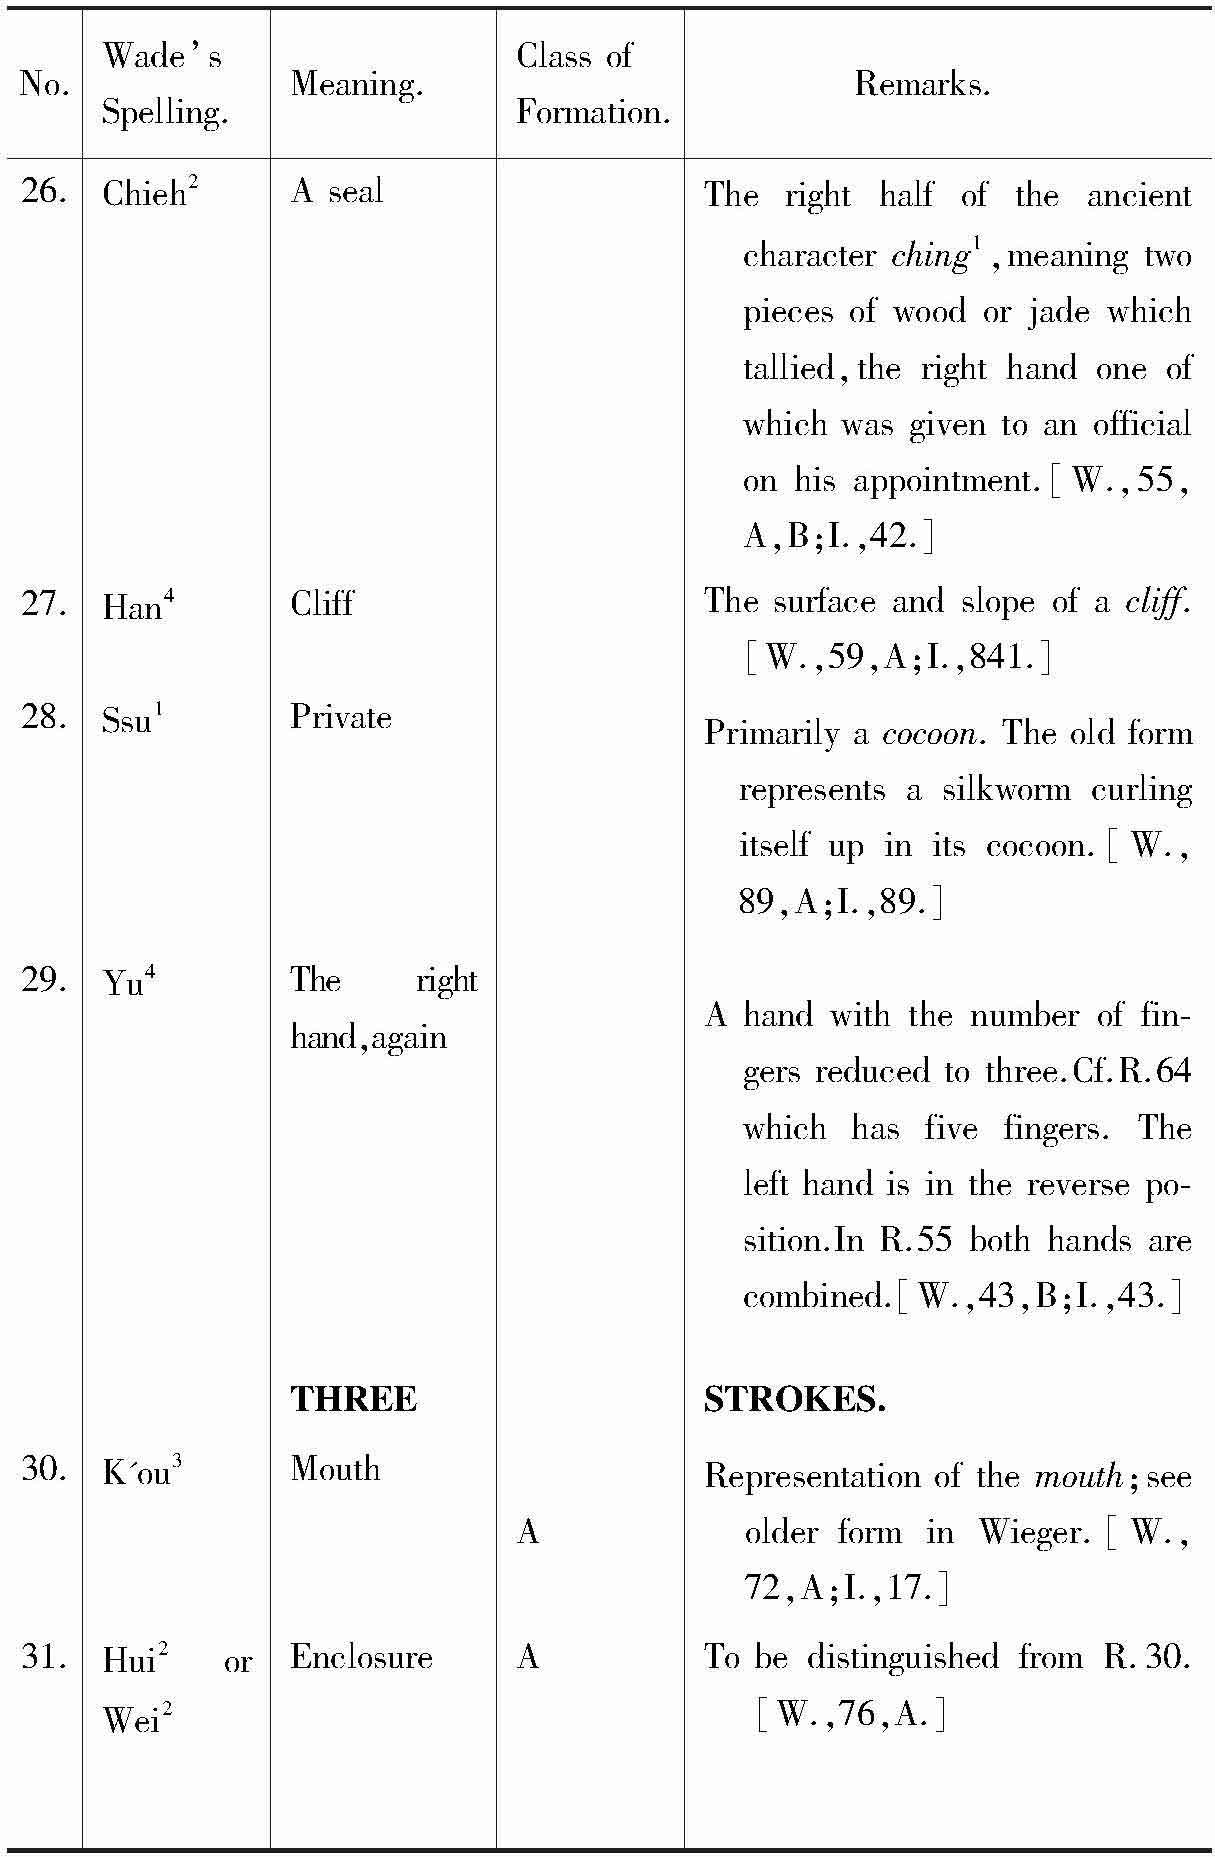 No.
Wade's
Spelling.
Meaning.
Class of
Formation.
Remarks.
26.
Chieh²
A seal
The right half of the ancient
character ching¹,meaning two
pieces of wood or jade which
tallied,the right hand one of
which was given to an official
on his appointment.[ W.,55,
A,B;I.,42.]
27.
Han⁴
Cliff
The surface and slope of a cliff.
[ W.,59,A;I.,841.]
28.
Ssu¹
Private
Primarily a cocoon. The old form
represents a silkworm curling
itself up in its cocoon.[ W.,
89,A;I.,89.]
29.
Yu⁴
The right
hand,again
A hand with the number of fin-
gers reduced to three.Cf.R.64
which has five fingers. The
left hand is in the reverse po-
sition.In R.55 both hands are
combined.[ W.,43,B;I.,43.]
THREE STROKES.
30.
K´ou³
Mouth
A
Representation of the mouth;see
older form in Wieger.[ W.,
72,A;I.,17.]
31.
Hui² or
Wei²
Enclosure
A
To be distinguished from R.30.
[ W.,76,A.]